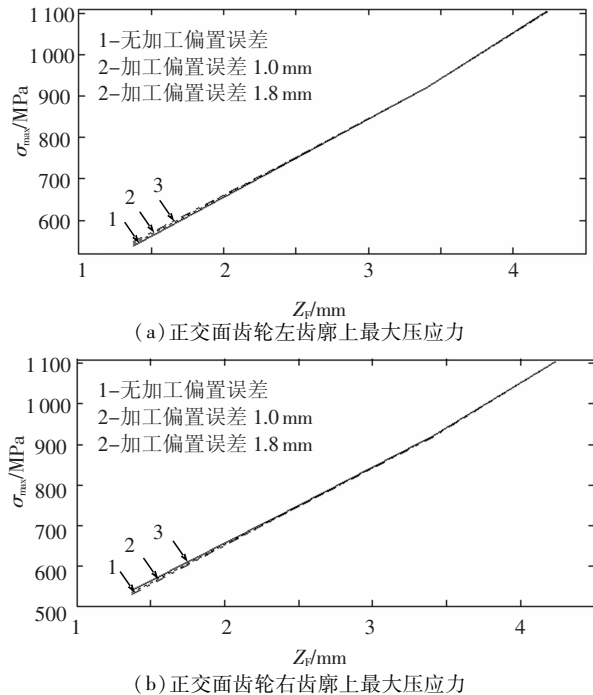 1 100
1 000
900
800
700
600
σmax/MPa
1-无加工偏置误差
2-加工偏置误差 1.0 mm
2-加工偏置误差 1.8 mm
1
2
3
1
2
3
4
ZF/mm
(a)正交面齿轮左齿廓上最大压应力
1 100
1 000
900
800
700
600
500
σmax/MPa
1-无加工偏置误差
2-加工偏置误差 1.0 mm
2-加工偏置误差 1.8 mm
1
2
3
1
2
3
4
ZF/mm
(b)正交面齿轮右齿廓上最大压应力